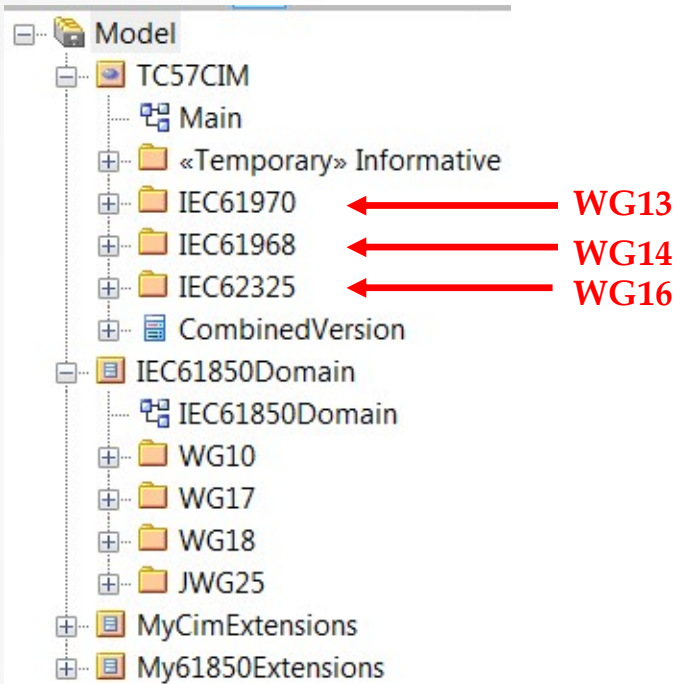 Model
TC57CIM
Main
«Temporary» Informative
IEC61970 WG13
IEC61968 WG14
IEC62325 WG16
CombinedVersion
IEC61850Domain
IEC61850Domain
WG10
WG17
WG18
JWG25
MyCimExtensions
My61850Extensions